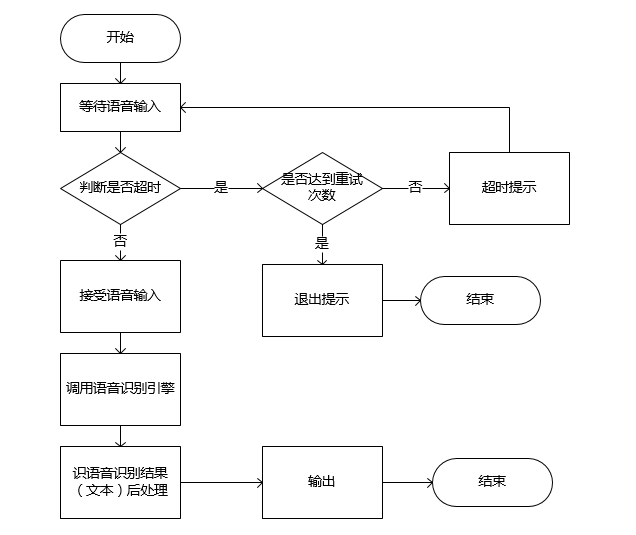 开始
等待语音输入
判断是否超时
是
是否达到重试
次数
否
超时提示
否
是
接受语音输入
退出提示
结束
调用语音识别引擎
识语音识别结果
（文本）后处理
输出
结束